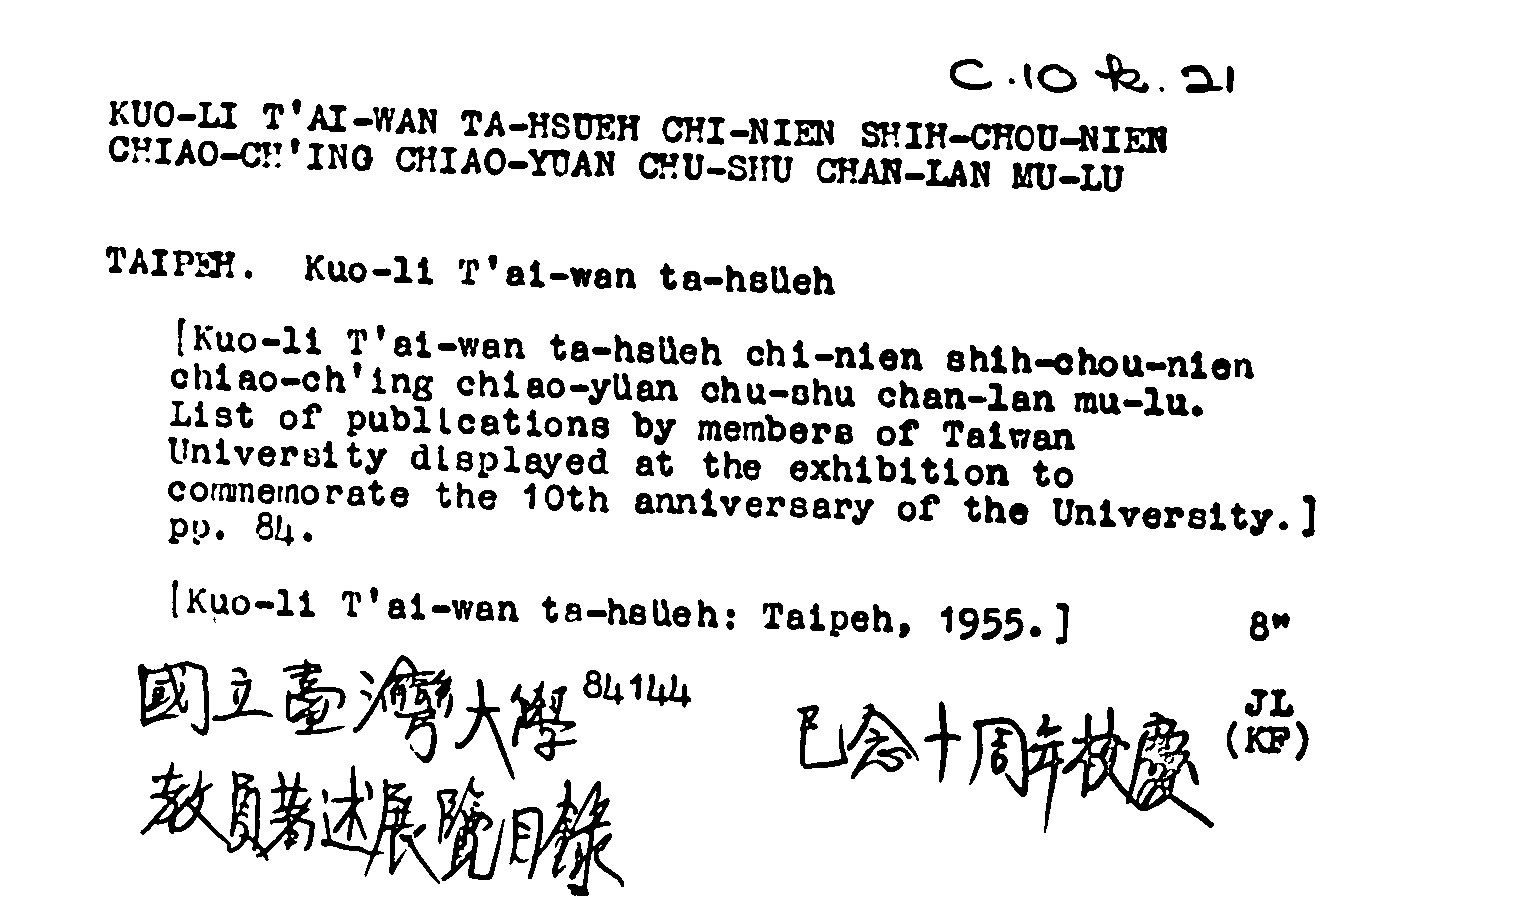 C.10 k.21
KUO-LI T'AI-WAN TA-HSUEH CHI-NIEN SHIH-CHOU-NIEN
CHIAO-CH'ING CHIAO-YUAN CHU-SHU CHAN-LAN MU-LU
TAIPEH. Kuo-li T'ai-wan ta-hsüeh
[Kuo-li T'ai-wan ta-hsüeh chi-nien shih-chou-nien
chiao-ch'ing chiao-yüan chu-shu chan-lan mu-lu.
List of publications by members of Taiwan
University displayed at the exhibition to
commemorate the 10th anniversary of the University.]
pp. 84.
[Kuo-li T'ai-wan ta-hsüeh: Taipeh, 1955.] 8"
國立臺灣大學 84144
已念十周年校慶
JL
(KF)
教員著述展覽目錄